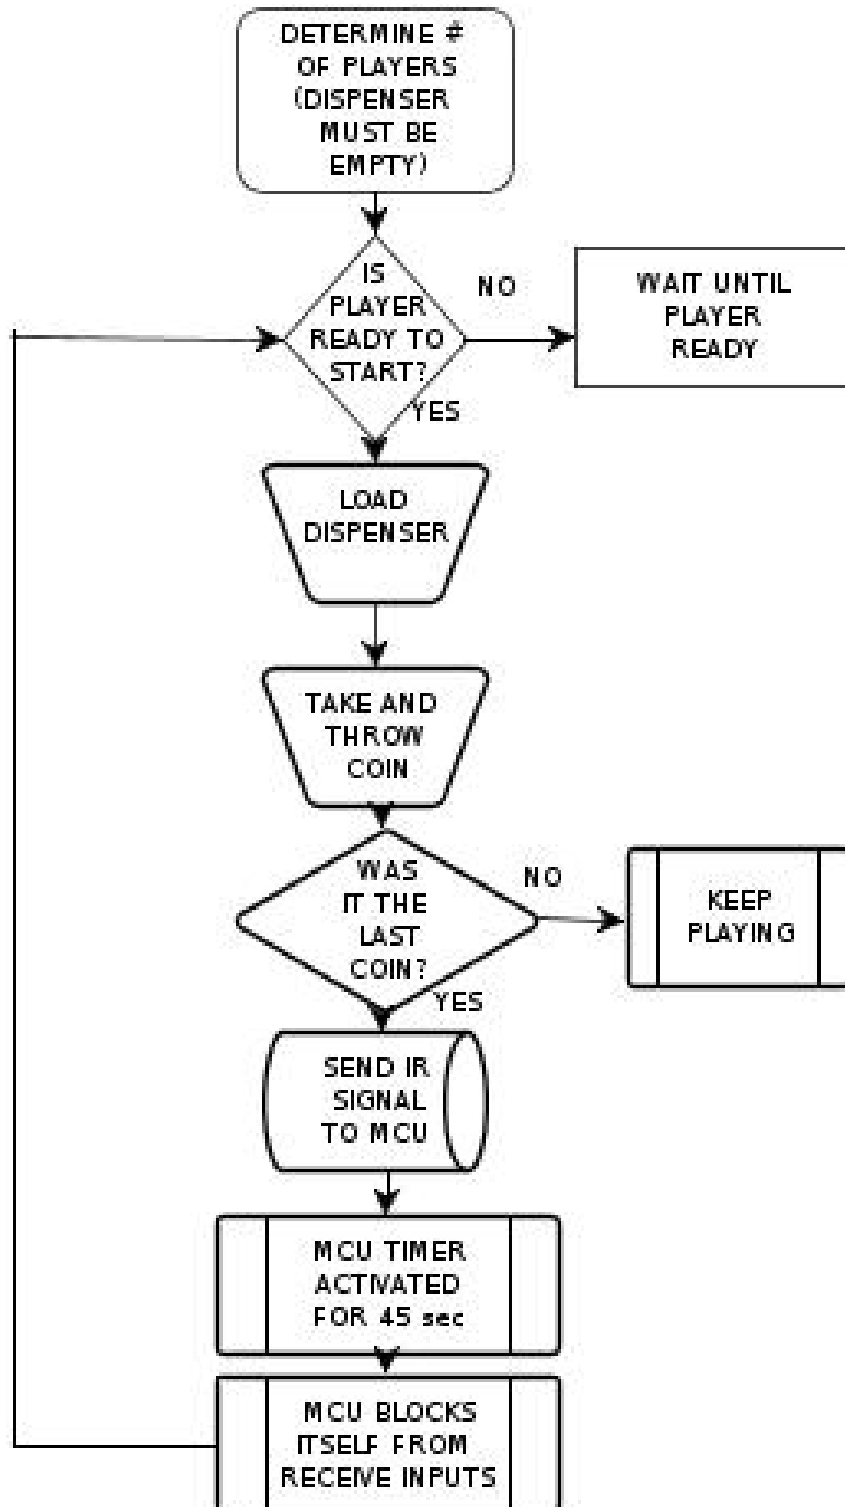 DETERMINE #
OF PLAYERS
(DISPENSER
MUST BE
EMPTY)
IS
PLAYER
READY TO
START?
NO
WAIT UNTIL
PLAYER
READY
YES
LOAD
DISPENSER
TAKE AND
THROW
COIN
WAS
IT THE
LAST
COIN?
NO
KEEP
PLAYING
YES
SEND IR
SIGNAL
TO MCU
MCU TIMER
ACTIVATED
FOR 45 sec
MCU BLOCKS
ITSELF FROM
RECEIVE INPUTS